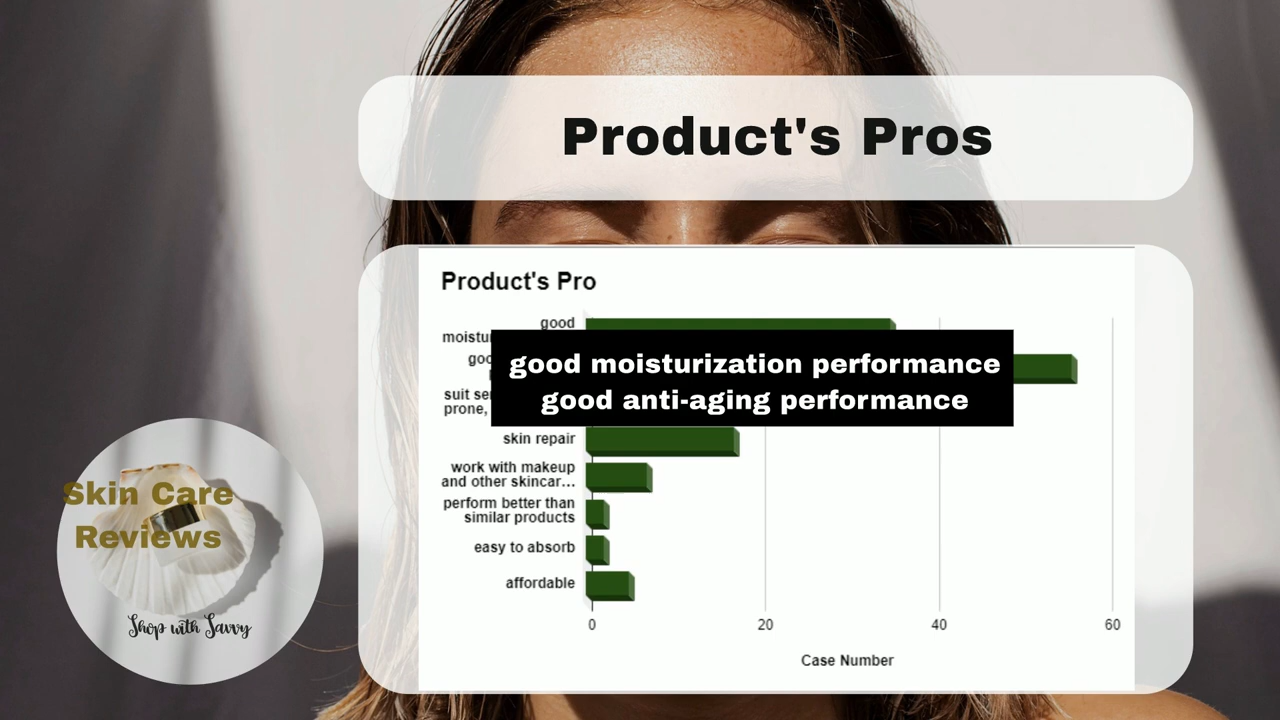 Product's Pros
Product's Pro
good
good moisturization performance
good anti-aging performance
suit
prone,
skin repair
work with makeup
and other skincar...
perform better than
similar products
easy to absorb
affordable
0 20 40 60
Case Number
Skin Care
Reviews
Shop with Savvy